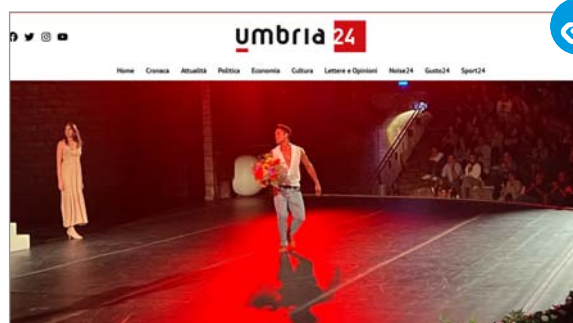 umbria 24
Home Cronaca Attualità Politica Economia Cultura Lettere e Opinioni Noise24 Gusto24 Sport24